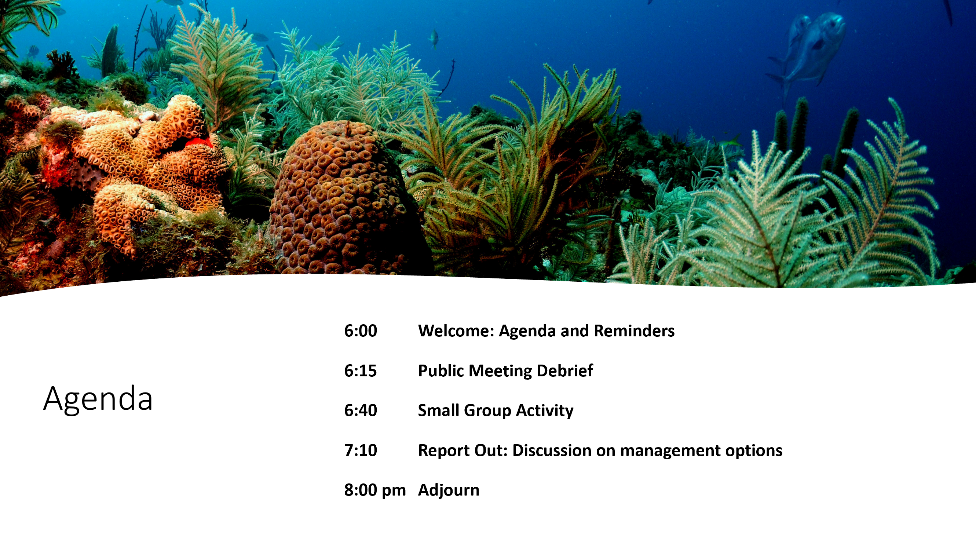 Agenda
6:00 Welcome: Agenda and Reminders
6:15 Public Meeting Debrief
6:40 Small Group Activity
7:10 Report Out: Discussion on management options
8:00 pm Adjourn